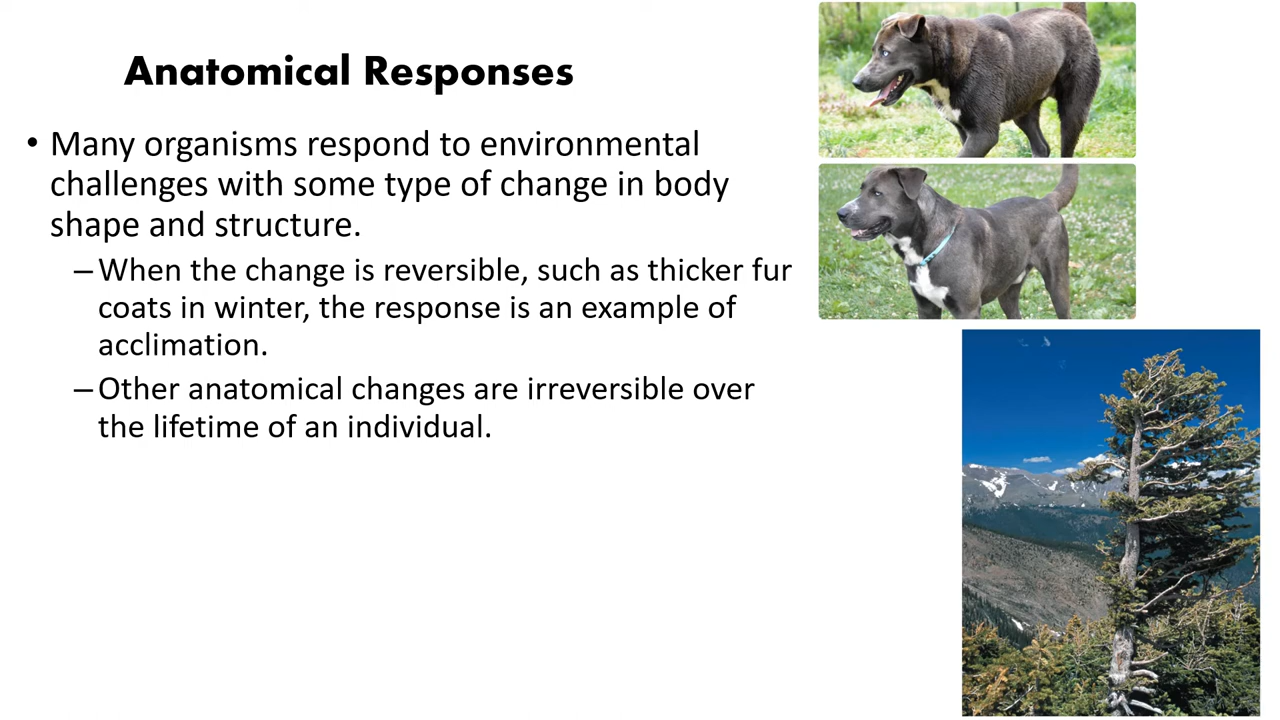 Anatomical Responses
• Many organisms respond to environmental
challenges with some type of change in body
shape and structure.
– When the change is reversible, such as thicker fur
coats in winter, the response is an example of
acclimation.
– Other anatomical changes are irreversible over
the lifetime of an individual.